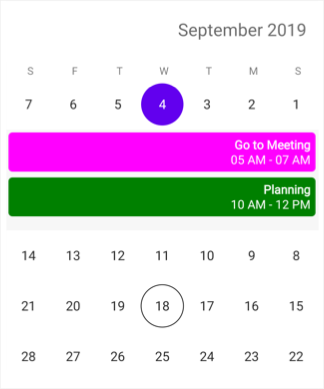 September 2019
S F T W T M S
7 6 5 4 3 2 1
Go to Meeting
05 AM - 07 AM
Planning
10 AM - 12 PM
14 13 12 11 10 9 8
21 20 19 18 17 16 15
28 27 26 25 24 23 22